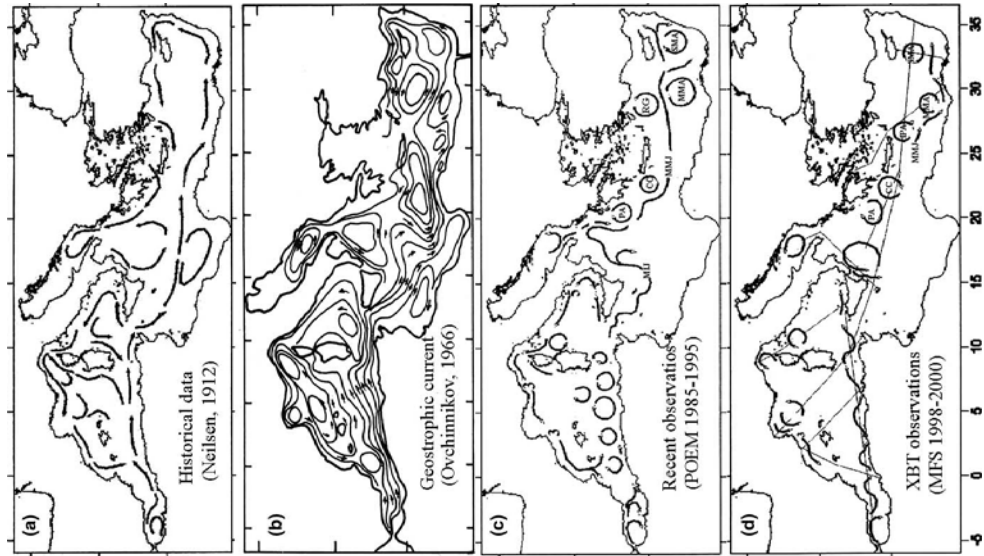 (a)
Historical data
(Neilsen, 1912)
(b)
Geostrophic current
(Ovchinnikov, 1966)
(c)
PA
CC
RG
MMJ
MMA
SMA
MIJ
Recent observatios
(POEM 1985-1995)
(d)
PA
CC
IPA
MMJ
MMA
SMA
XBT observations
(MFS 1998-2000)
-5 0 5 10 15 20 25 30 35